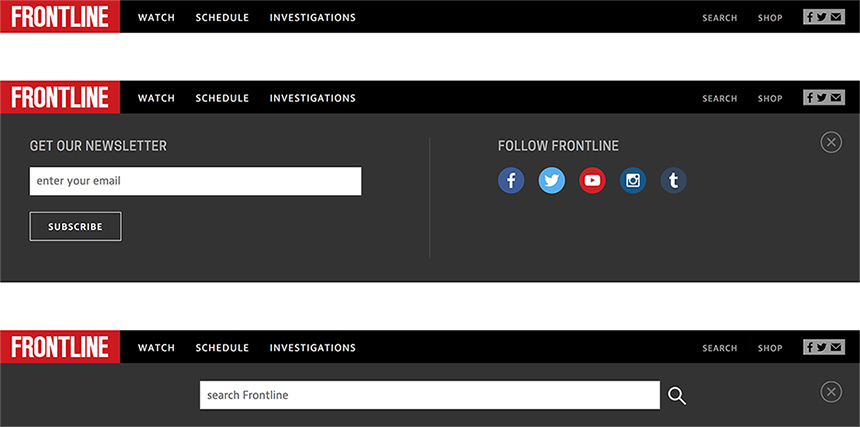 FRONTLINE WATCH SCHEDULE INVESTIGATIONS SEARCH SHOP
FRONTLINE WATCH SCHEDULE INVESTIGATIONS SEARCH SHOP
GET OUR NEWSLETTER
enter your email
SUBSCRIBE
FOLLOW FRONTLINE
FRONTLINE WATCH SCHEDULE INVESTIGATIONS SEARCH SHOP
search Frontline